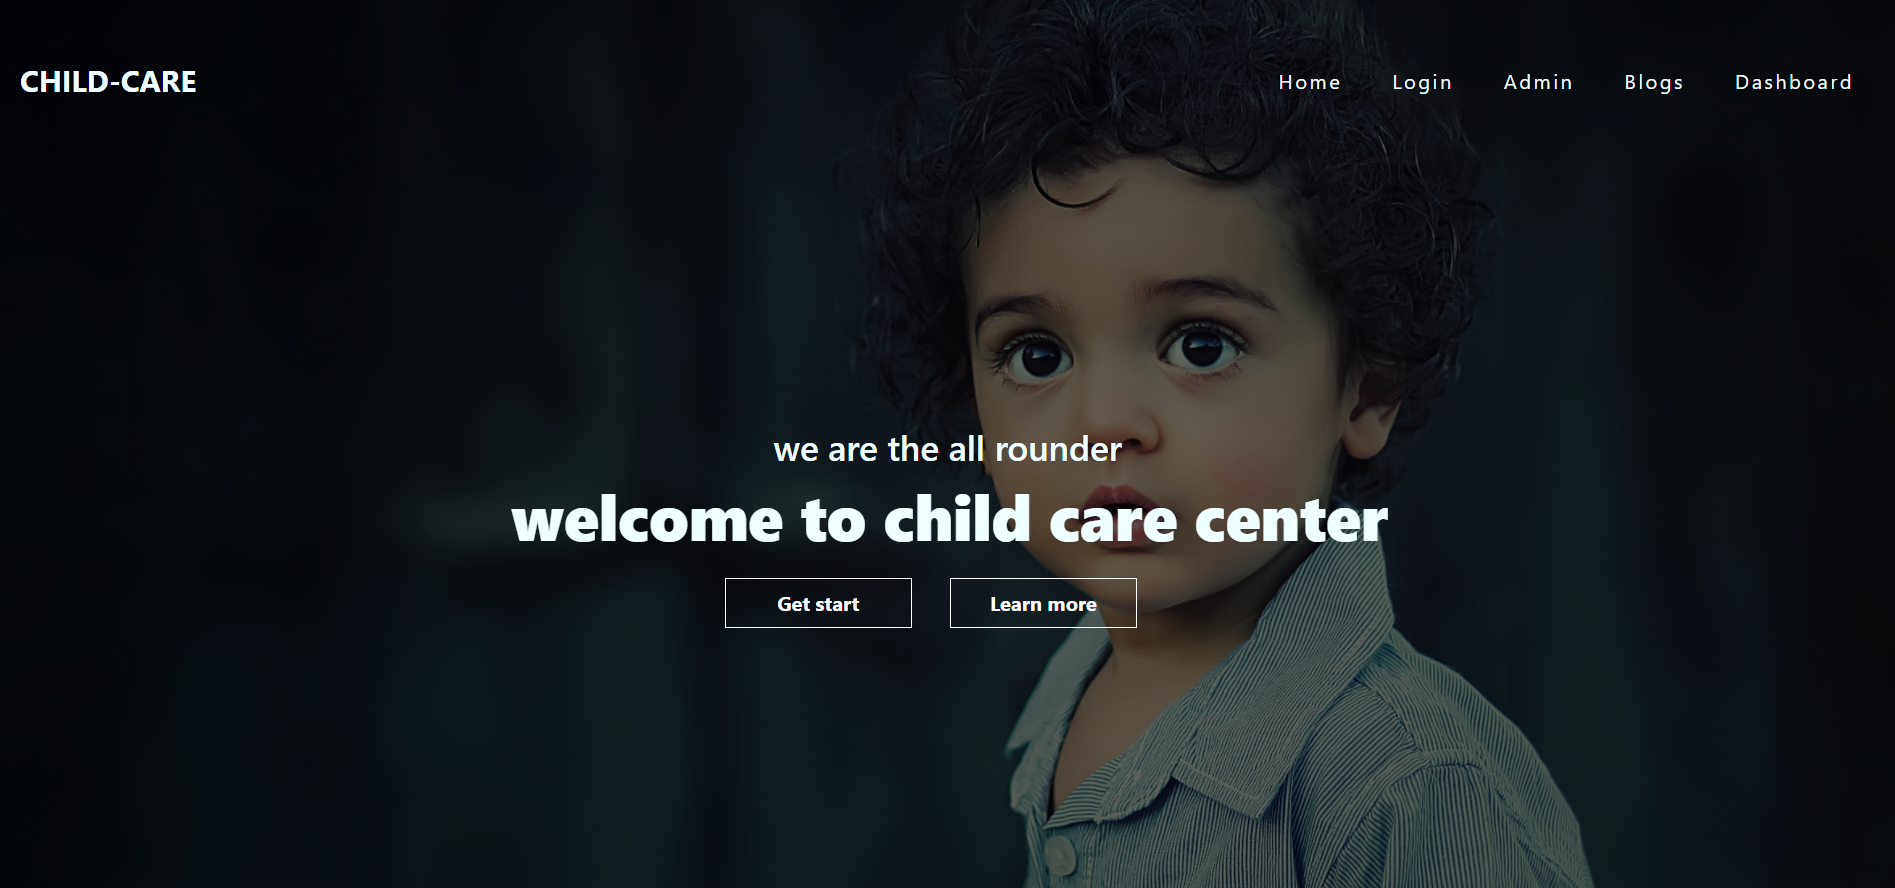 CHILD-CARE
Home Login Admin Blogs Dashboard
we are the all rounder
welcome to child care center
Get start Learn more